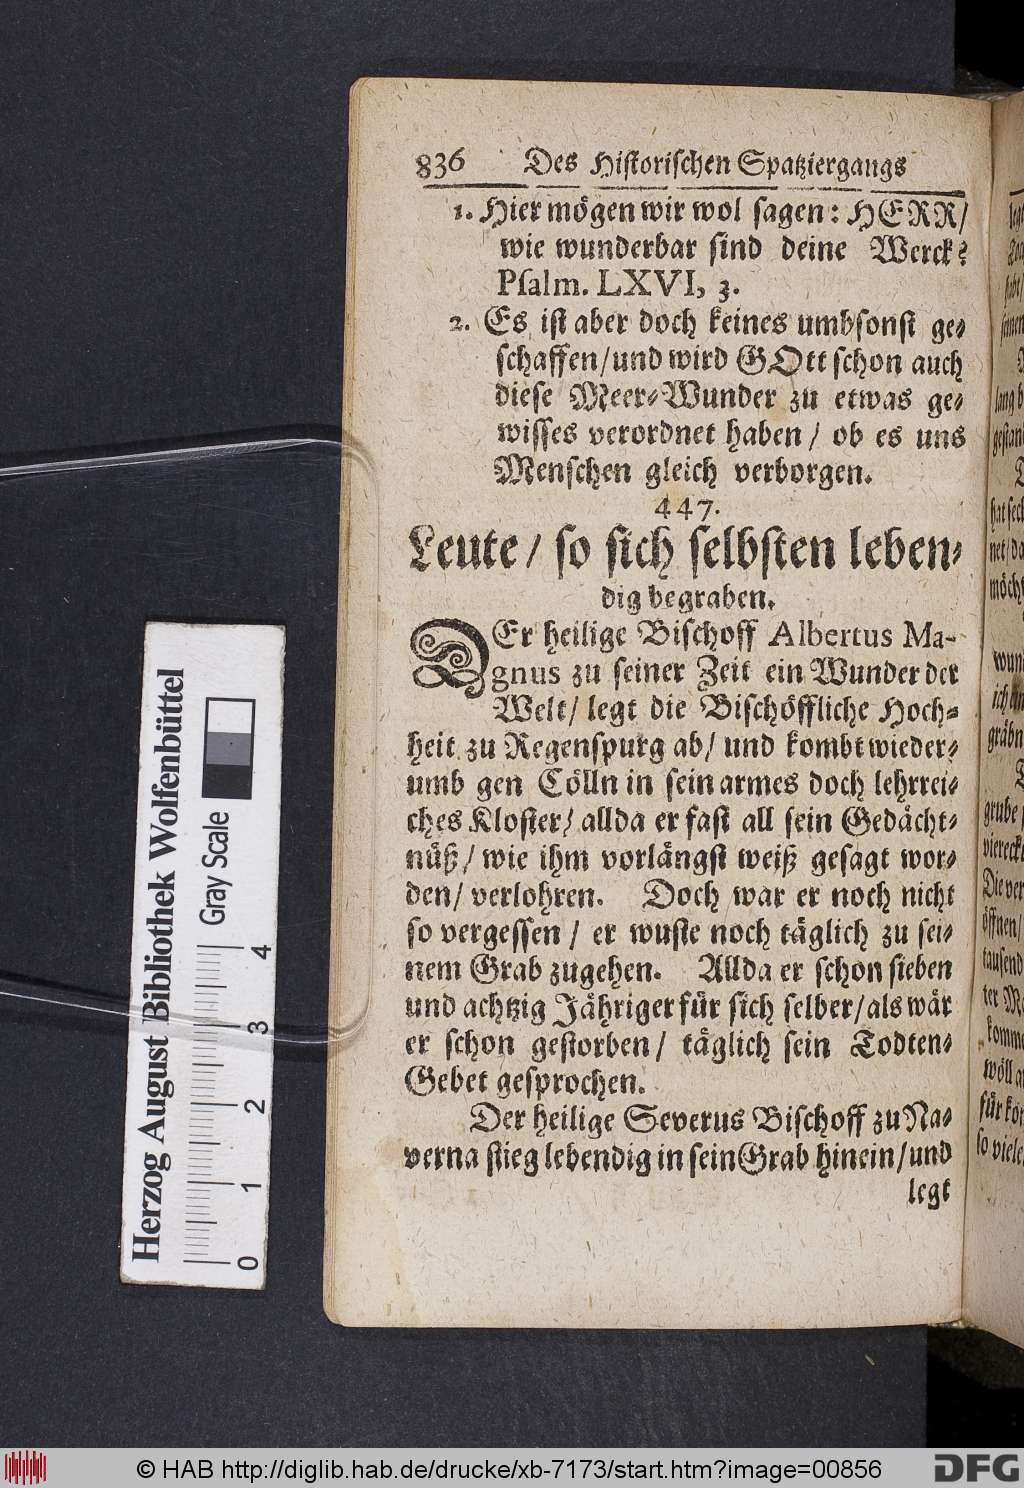 836 Des Historischen Spatziergangs
1. Hier mögen wir wol sagen: HERR/
wie wunderbar sind deine Werck?
Psalm. LXVI, 3.
2. Es ist aber doch keines umbsonst ge-
schaffen/ und wird GOtt schon auch
diese Meer-Wunder zu etwas ge-
wisses verordnet haben/ ob es uns
Menschen gleich verborgen.
447.
Leute/ so sich selbsten leben-
dig begraben.
DEr heilige Bischoff Albertus Ma-
gnus zu seiner Zeit ein Wunder der
Welt/ legt die Bischöffliche Hoch-
heit zu Regenspurg ab/ und kombt wieder-
umb gen Cölln in sein armes doch lehrrei-
ches Kloster/ allda er fast all sein Gedächt-
nüß/ wie ihm vorlängst weiß gesagt wor-
den/ verlohren. Doch war er noch nicht
so vergessen/ er wuste noch täglich zu sei-
nem Grab zugehen. Allda er schon sieben
und achtzig Jähriger für sich selber/ als wär
er schon gestorben/ täglich sein Todten-
Gebet gesprochen.
Der heilige Severus Bischoff zu Na-
verna stieg lebendig in sein Grab hinein/ und
legt
Herzog August Bibliothek Wolfenbüttel
Gray Scale
0 1 2 3 4
© HAB http://diglib.hab.de/drucke/xb-7173/start.htm?image=00856
DFG